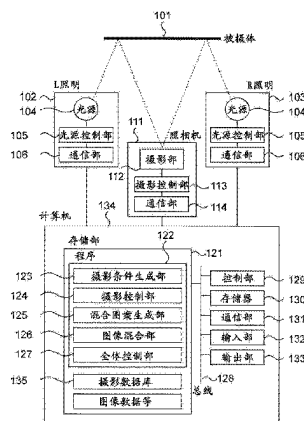 101
被摄体
L照明
R照明
102
103
104
光源
光源
104
111
照相机
105
光源控制部
光源控制部
105
106
通信部
通信部
106
112
摄影部
摄影控制部
113
通信部
114
计算机
134
存储部
122
程序
121
123
摄影条件生成部
124
摄影控制部
125
混合图案生成部
126
图像混合部
127
全体控制部
135
摄影数据库
图像数据等
128
总线
控制部
129
存储器
130
通信部
131
输入部
132
输出部
133